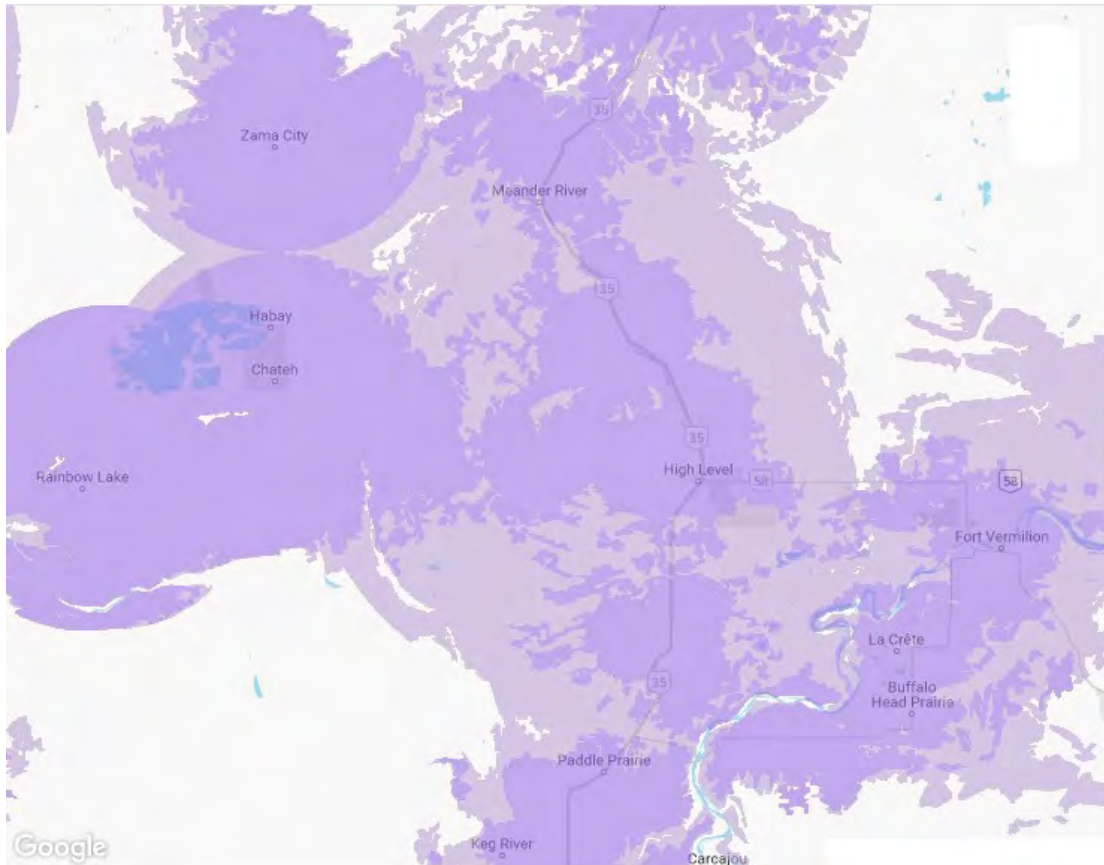 35
Zama City
Meander River
35
Habay
Chateh
35
High Level
58
58
Rainbow Lake
Fort Vermilion
La Crête
35
Buffalo
Head Prairie
Paddle Prairie
Keg River
Carcajou
Google